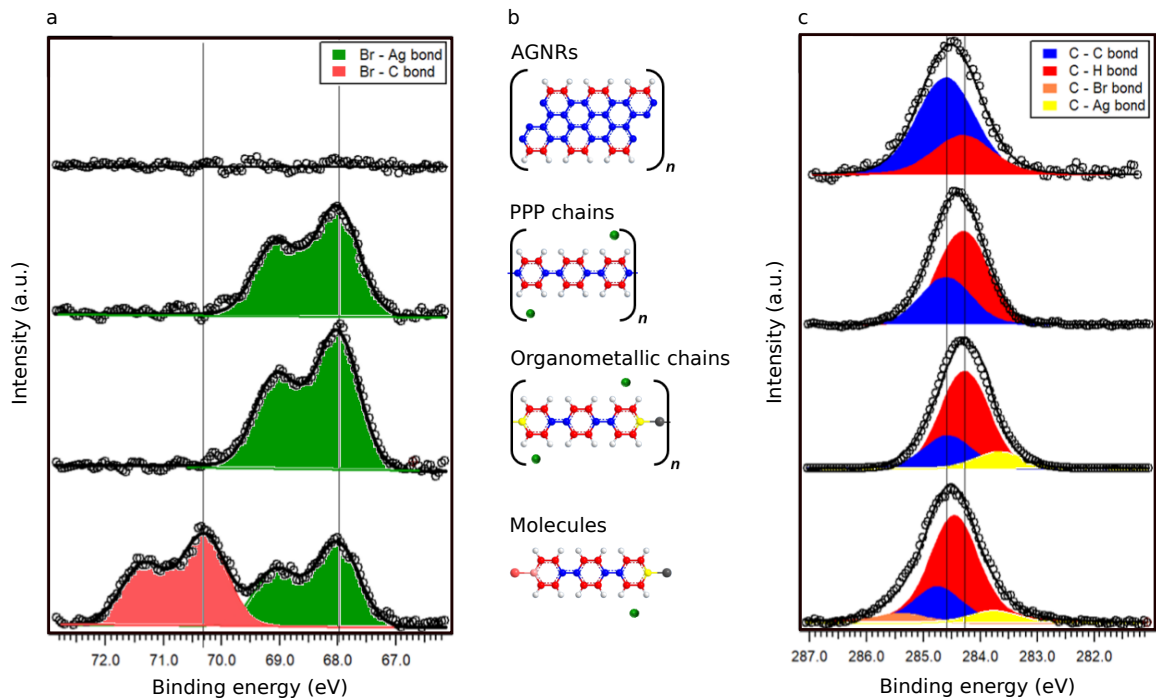 a
Br - Ag bond
Br - C bond
Intensity (a.u.)
72.0 71.0 70.0 69.0 68.0 67.0
Binding energy (eV)
b
AGNRs
n
PPP chains
n
Organometallic chains
n
Molecules
c
C - C bond
C - H bond
C - Br bond
C - Ag bond
Intensity (a.u.)
287.0 286.0 285.0 284.0 283.0 282.0
Binding energy (eV)